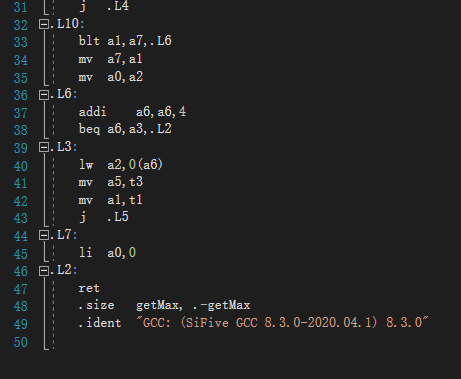 31 j .L4
32 .L10:
33 blt a1,a7,.L6
34 mv a7,a1
35 mv a0,a2
36 .L6:
37 addi a6,a6,4
38 beq a6,a3,.L2
39 .L3:
40 lw a2,0(a6)
41 mv a5,t3
42 mv a1,t1
43 j .L5
44 .L7:
45 li a0,0
46 .L2:
47 ret
48 .size getMax, .-getMax
49 .ident "GCC: (SiFive GCC 8.3.0-2020.04.1) 8.3.0"
50